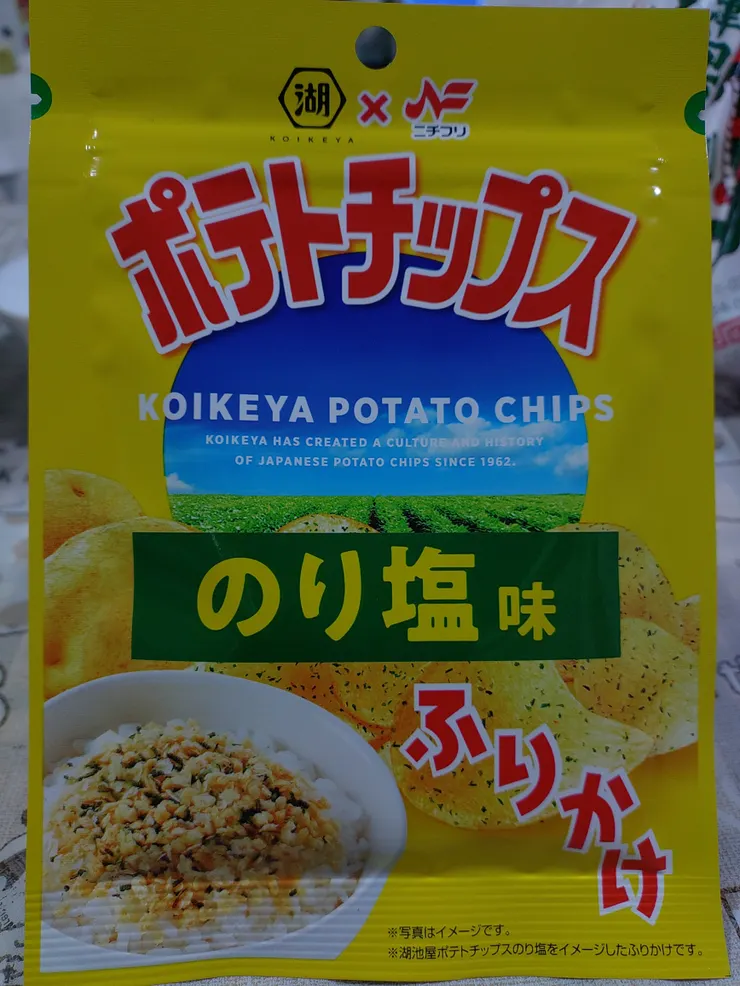 湖 × NF
KOIKEYA ニチフリ
ポテトチップス
KOIKEYA POTATO CHIPS
KOIKEYA HAS CREATED A CULTURE AND HISTORY
OF JAPANESE POTATO CHIPS SINCE 1962.
のり塩味
ふりかけ
※写真はイメージです。
※湖池屋ポテトチップスのり塩をイメージしたふりかけです。